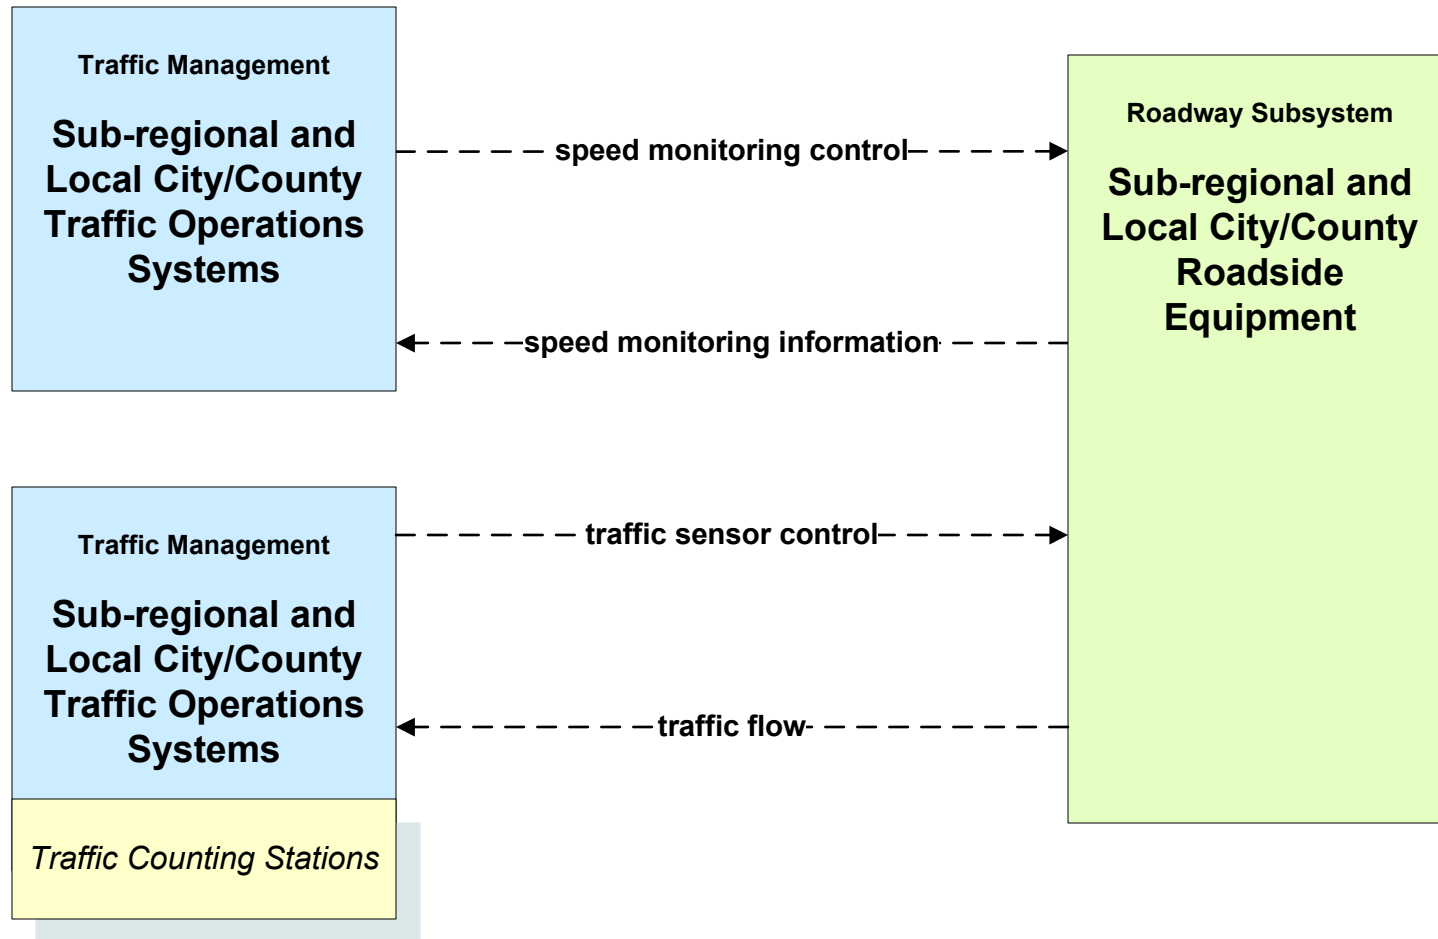 Traffic Management
Sub-regional and
Local City/County
Traffic Operations
Systems
speed monitoring control
speed monitoring information
Roadway Subsystem
Sub-regional and
Local City/County
Roadside
Equipment
Traffic Management
Sub-regional and
Local City/County
Traffic Operations
Systems
Traffic Counting Stations
traffic sensor control
traffic flow